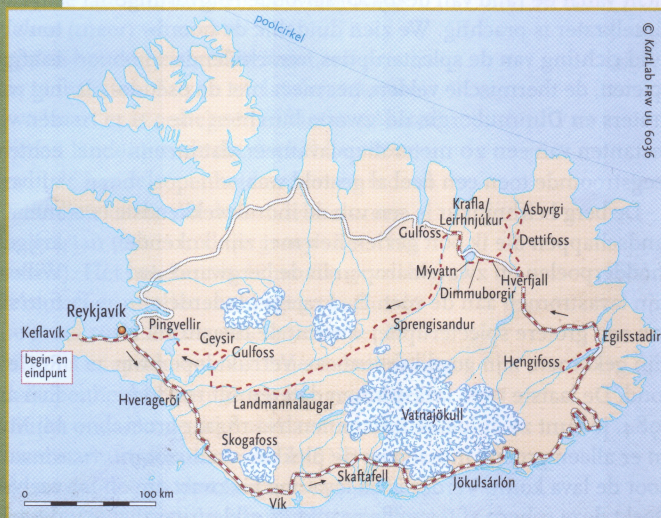 poolcirkel
© KartLab FRW UU 6036
Krafla/
Leirhnjúkur
Ásbyrgi
Gulfoss
Dettifoss
Mývatn
Hverfjall
Dimmuborgir
Reykjavík
Keflavík
Pingvellir
Geysir
Gulfoss
Sprengisandur
Egilsstadir
Hengifoss
begin- en
eindpunt
Hveragerði
Landmannalaugar
Vatnajökull
Skogafoss
Skaftafell
Jökulsárlón
Vík
0 100 km